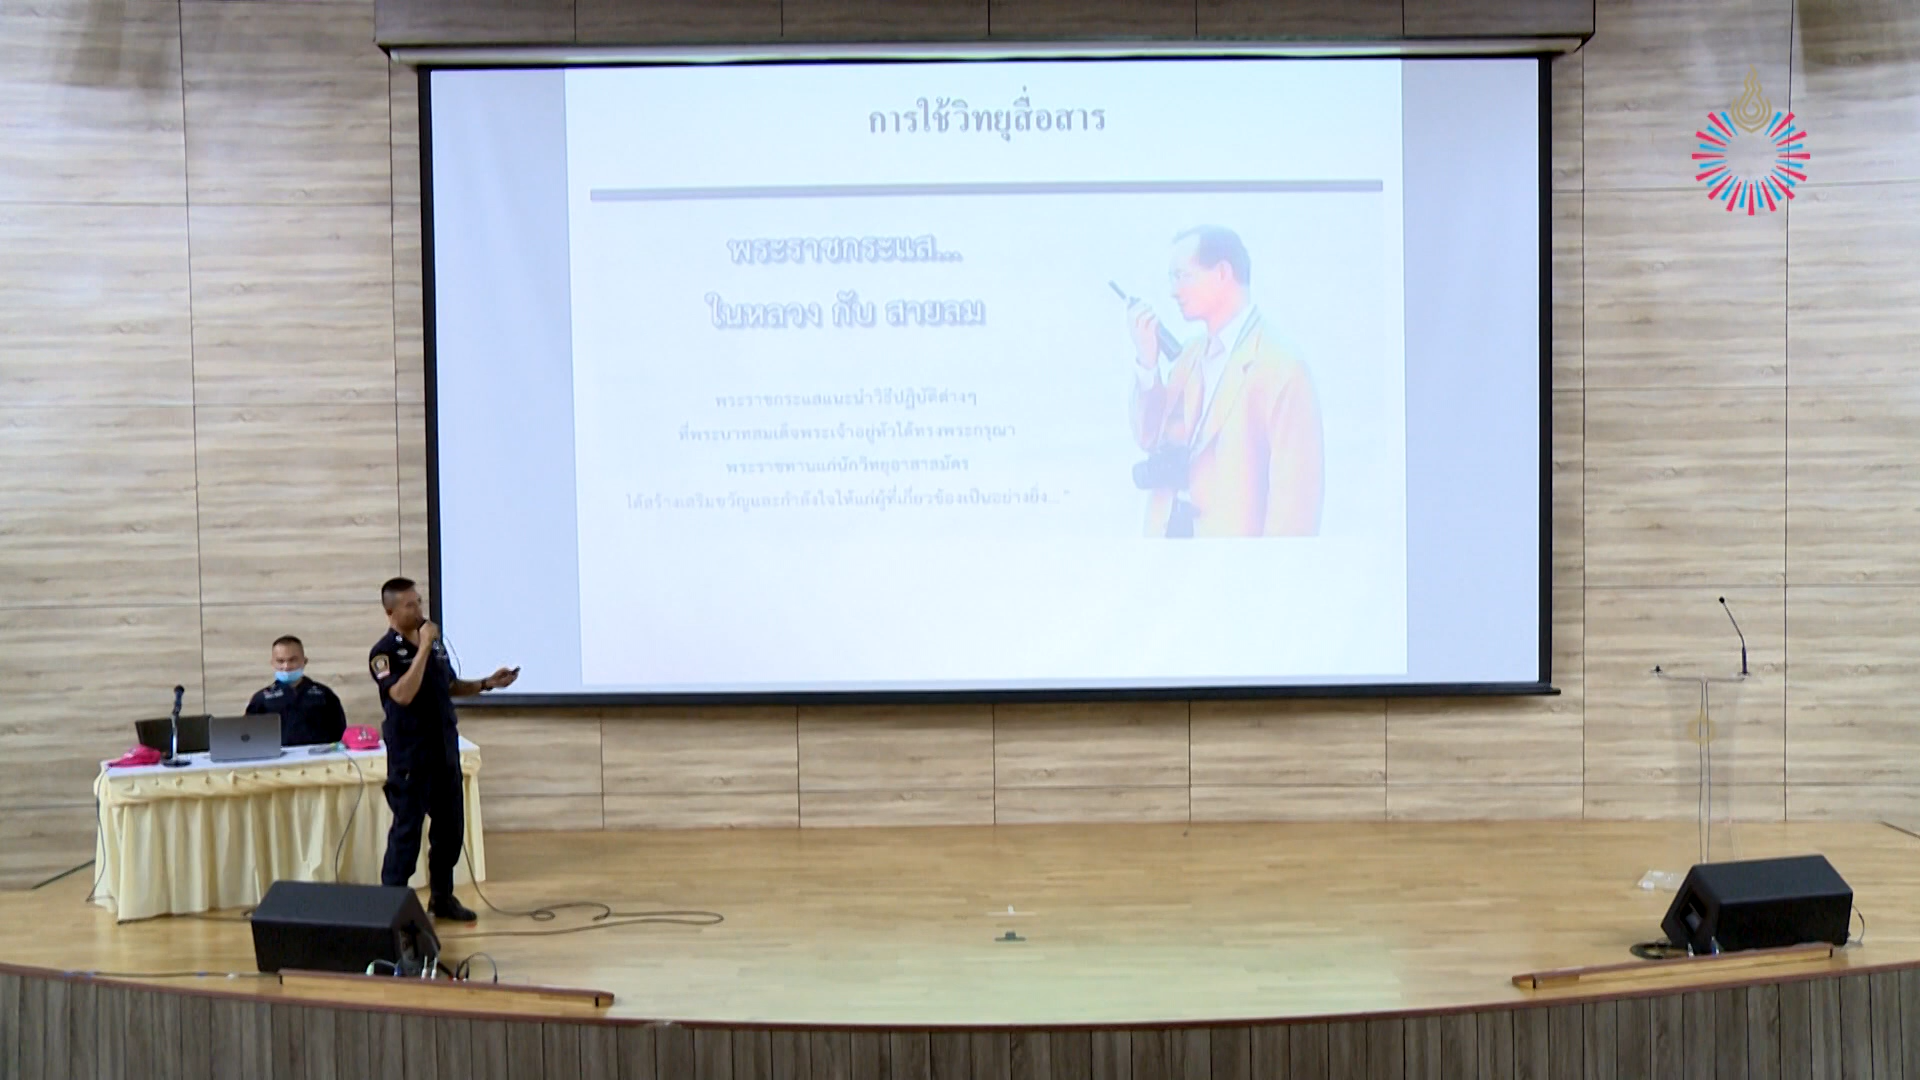 การใช้วิทยุสื่อสาร
พระราชกระแส...
ในหลวง กับ สายลม
พระราชกระแสแนะนำวิธีปฏิบัติต่างๆ
ที่พระบาทสมเด็จพระเจ้าอยู่หัวได้ทรงพระกรุณา
พระราชทานแก่นักวิทยุอาสาสมัคร
ได้สร้างเสริมขวัญและกำลังใจให้แก่ผู้ที่เกี่ยวข้องเป็นอย่างยิ่ง..."